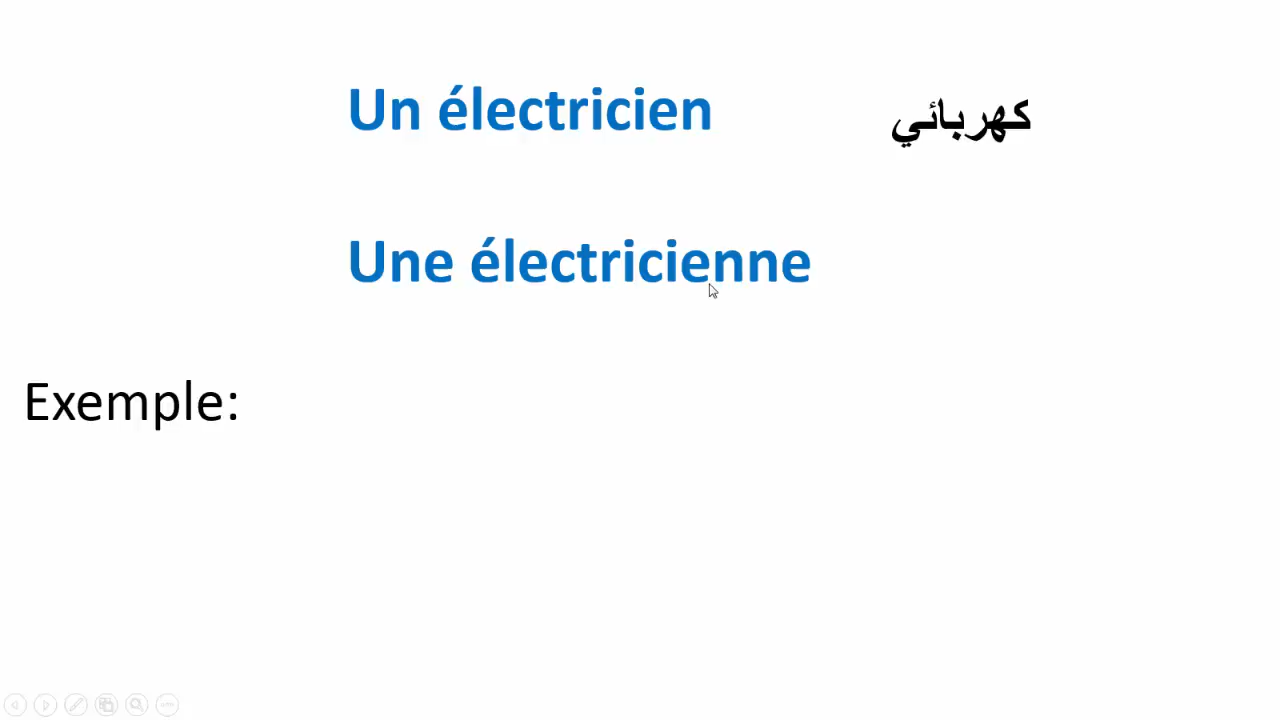 Un électricien كهربائي
Une électricienne
Exemple: